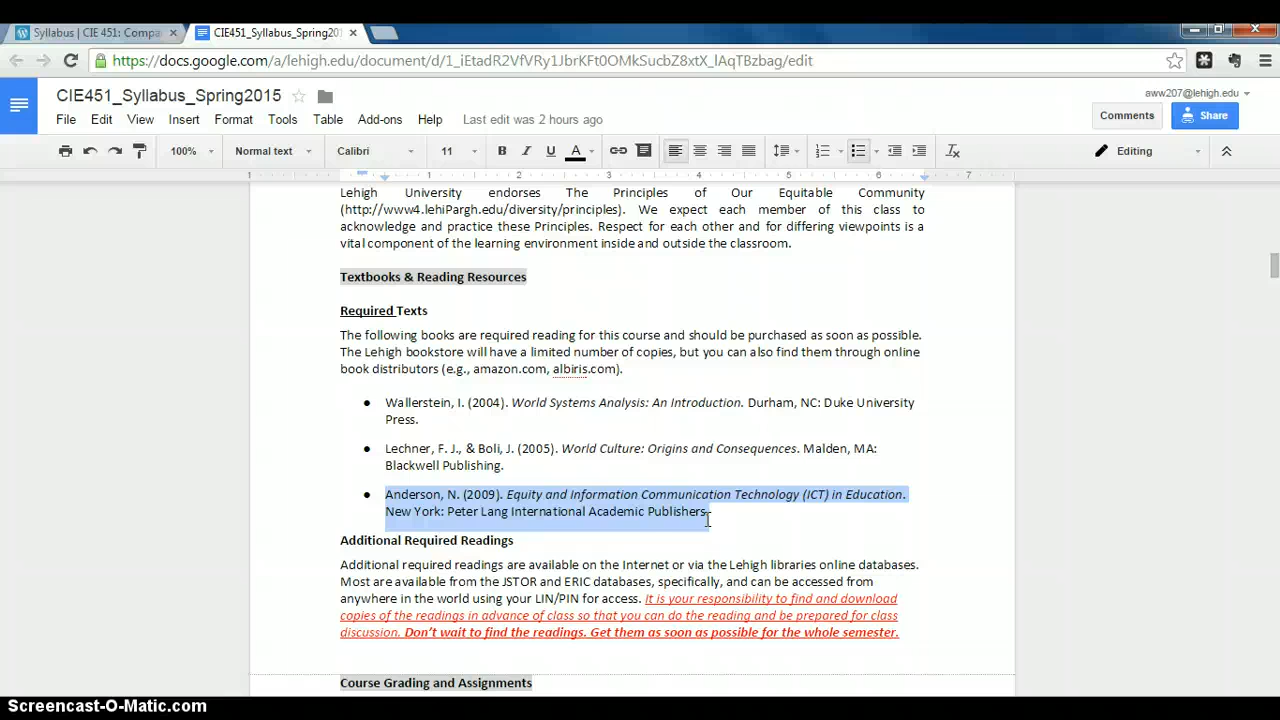 Syllabus | CIE 451: Compa
CIE451_Syllabus_Spring201
https://docs.google.com/a/lehigh.edu/document/d/1_iEtadR2VfVRy1JbrKFt0OMkSucbZ8xtX_lAqTBzbag/edit
CIE451_Syllabus_Spring2015
aww207@lehigh.edu
File Edit View Insert Format Tools Table Add-ons Help Last edit was 2 hours ago
Comments
Share
100% Normal text Calibri 11 B I U A Editing
1 1 2 3 4 5 6 7
Lehigh University endorses The Principles of Our Equitable Community
(http://www4.lehiPargh.edu/diversity/principles). We expect each member of this class to
acknowledge and practice these Principles. Respect for each other and for differing viewpoints is a
vital component of the learning environment inside and outside the classroom.
Textbooks & Reading Resources
Required Texts
The following books are required reading for this course and should be purchased as soon as possible.
The Lehigh bookstore will have a limited number of copies, but you can also find them through online
book distributors (e.g., amazon.com, albiris.com).
● Wallerstein, I. (2004). World Systems Analysis: An Introduction. Durham, NC: Duke University
Press.
● Lechner, F. J., & Boli, J. (2005). World Culture: Origins and Consequences. Malden, MA:
Blackwell Publishing.
● Anderson, N. (2009). Equity and Information Communication Technology (ICT) in Education.
New York: Peter Lang International Academic Publishers.
Additional Required Readings
Additional required readings are available on the Internet or via the Lehigh libraries online databases.
Most are available from the JSTOR and ERIC databases, specifically, and can be accessed from
anywhere in the world using your LIN/PIN for access. It is your responsibility to find and download
copies of the readings in advance of class so that you can do the reading and be prepared for class
discussion. Don't wait to find the readings. Get them as soon as possible for the whole semester.
Course Grading and Assignments
Screencast-O-Matic.com